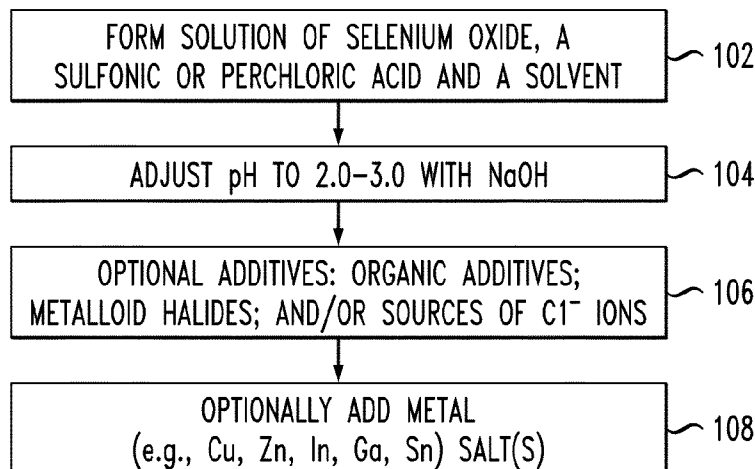 FORM SOLUTION OF SELENIUM OXIDE, A
SULFONIC OR PERCHLORIC ACID AND A SOLVENT
102
ADJUST pH TO 2.0–3.0 WITH NaOH
104
OPTIONAL ADDITIVES: ORGANIC ADDITIVES;
METALLOID HALIDES; AND/OR SOURCES OF C1⁻ IONS
106
OPTIONALLY ADD METAL
(e.g., Cu, Zn, In, Ga, Sn) SALT(S)
108